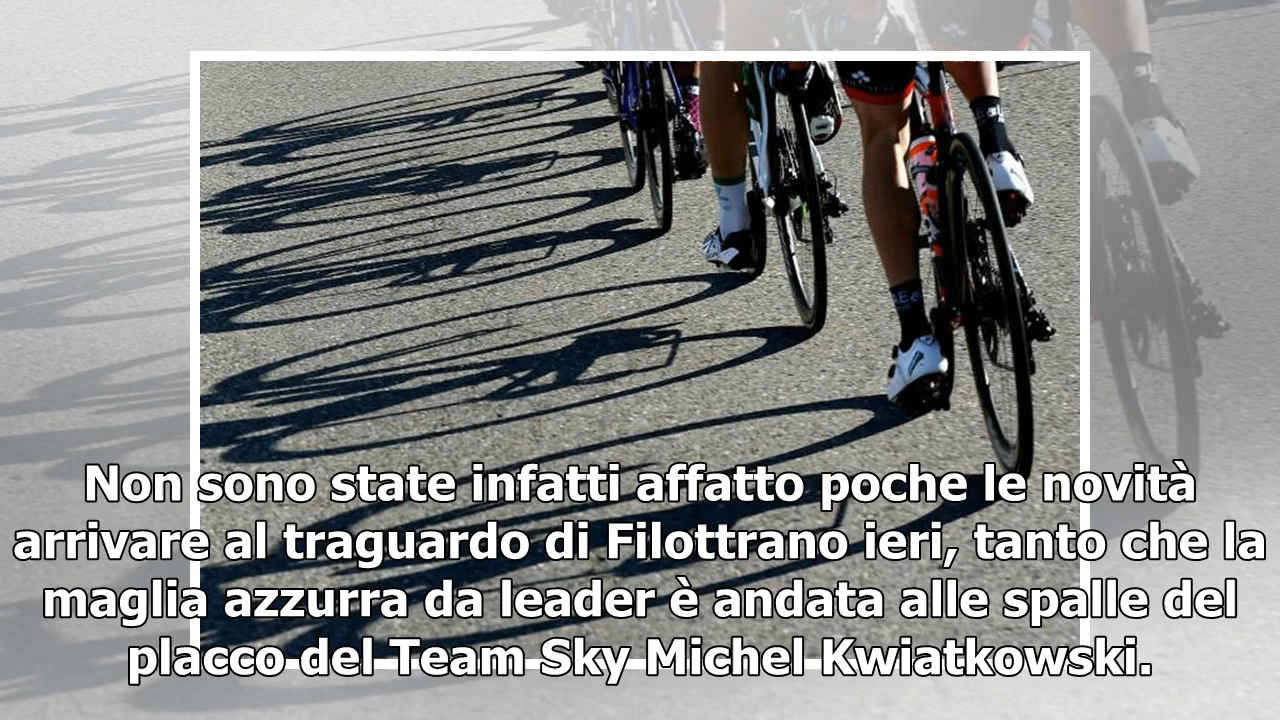 Non sono state infatti affatto poche le novità
arrivare al traguardo di Filottrano ieri, tanto che la
maglia azzurra da leader è andata alle spalle del
placco del Team Sky Michel Kwiatkowski.